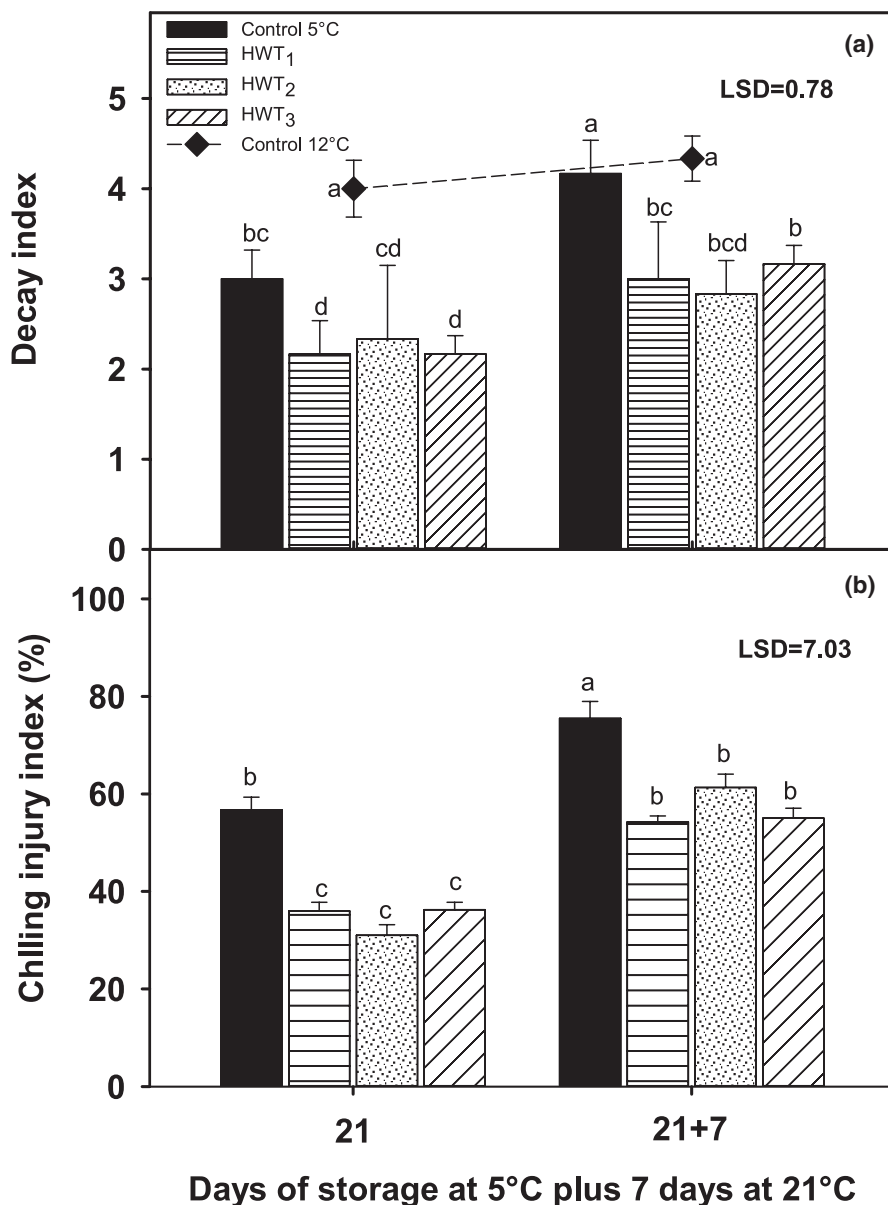 Control 5°C
HWT1
HWT2
HWT3
Control 12°C
(a)
LSD=0.78
Decay index
5
4
3
2
1
0
bc
d
cd
d
a
a
bc
bcd
b
a
(b)
LSD=7.03
Chlling injury index (%)
100
80
60
40
20
0
b
c
c
c
a
b
b
b
21
21+7
Days of storage at 5°C plus 7 days at 21°C